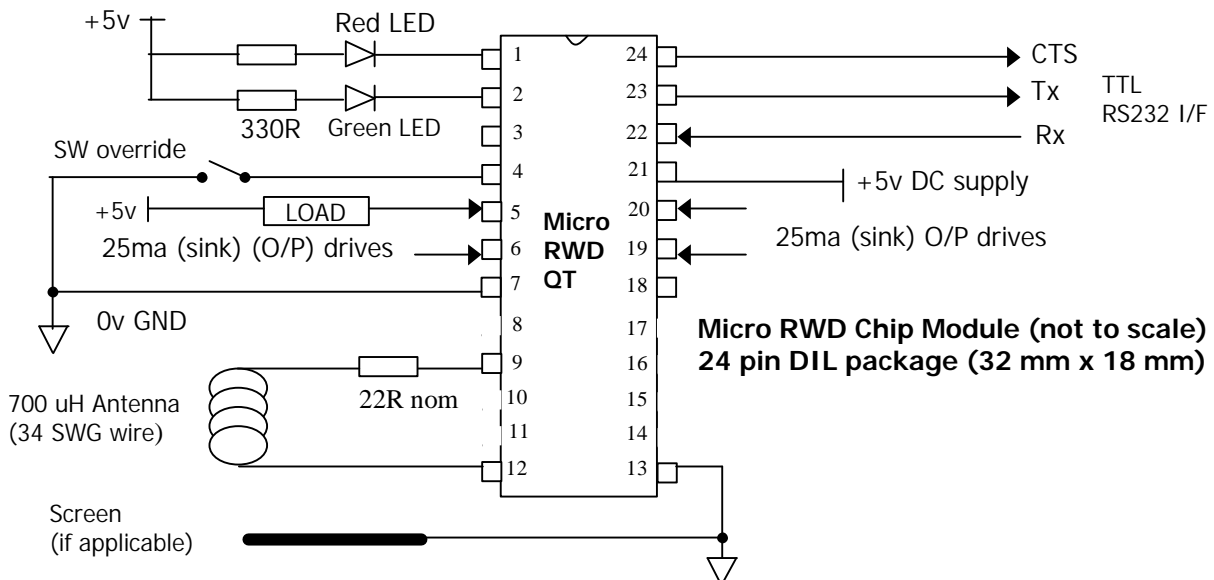 +5v
Red LED
330R
Green LED
SW override
+5v
LOAD
25ma (sink) (O/P) drives
0v GND
700 uH Antenna
(34 SWG wire)
22R nom
Screen
(if applicable)
1
2
3
4
5
6
7
8
9
10
11
12
Micro
RWD
QT
24
23
22
21
20
19
18
17
16
15
14
13
CTS
Tx
Rx
TTL
RS232 I/F
+5v DC supply
25ma (sink) O/P drives
Micro RWD Chip Module (not to scale)
24 pin DIL package (32 mm x 18 mm)